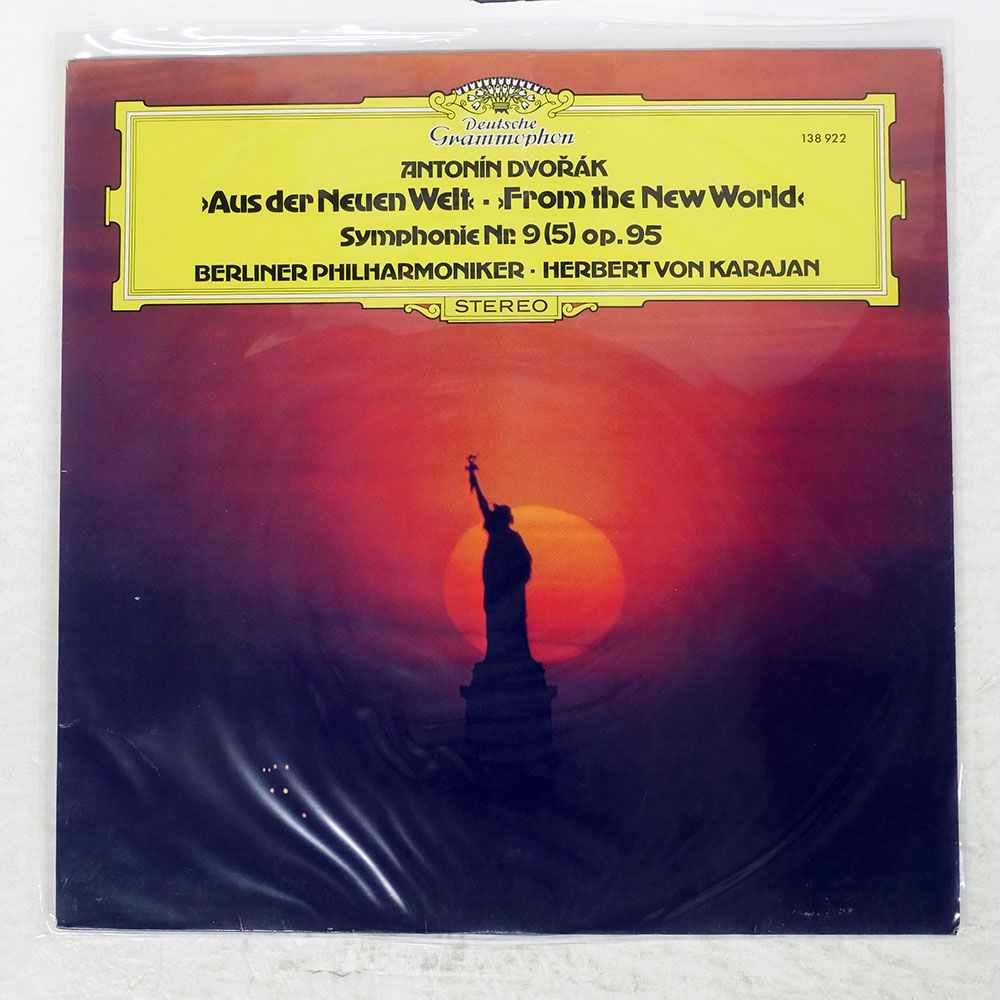 Deutsche
Grammophon
138 922
ANTONÍN DVOŘÁK
›Aus der Neuen Welt‹ · ›From the New World‹
Symphonie Nr. 9 (5) op. 95
BERLINER PHILHARMONIKER · HERBERT VON KARAJAN
STEREO